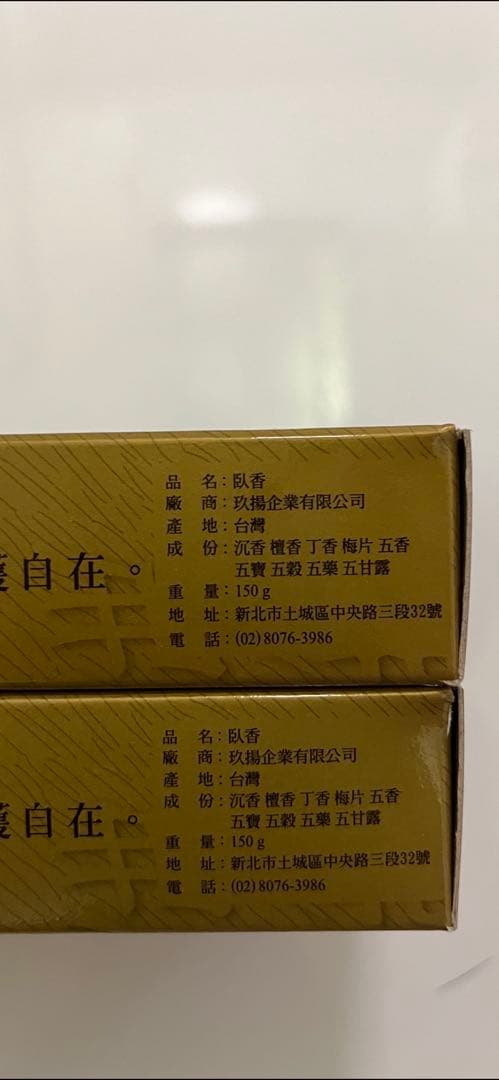 品　名：臥香
廠　商：玖揚企業有限公司
產　地：台灣
成　份：沉香 檀香 丁香 梅片 五香
五寶 五穀 五藥 五甘露
重　量：150 g
地　址：新北市土城區中央路三段32號
電　話：(02) 8076-3986
自在。
品　名：臥香
廠　商：玖揚企業有限公司
產　地：台灣
成　份：沉香 檀香 丁香 梅片 五香
五寶 五穀 五藥 五甘露
重　量：150 g
地　址：新北市土城區中央路三段32號
電　話：(02) 8076-3986
自在。